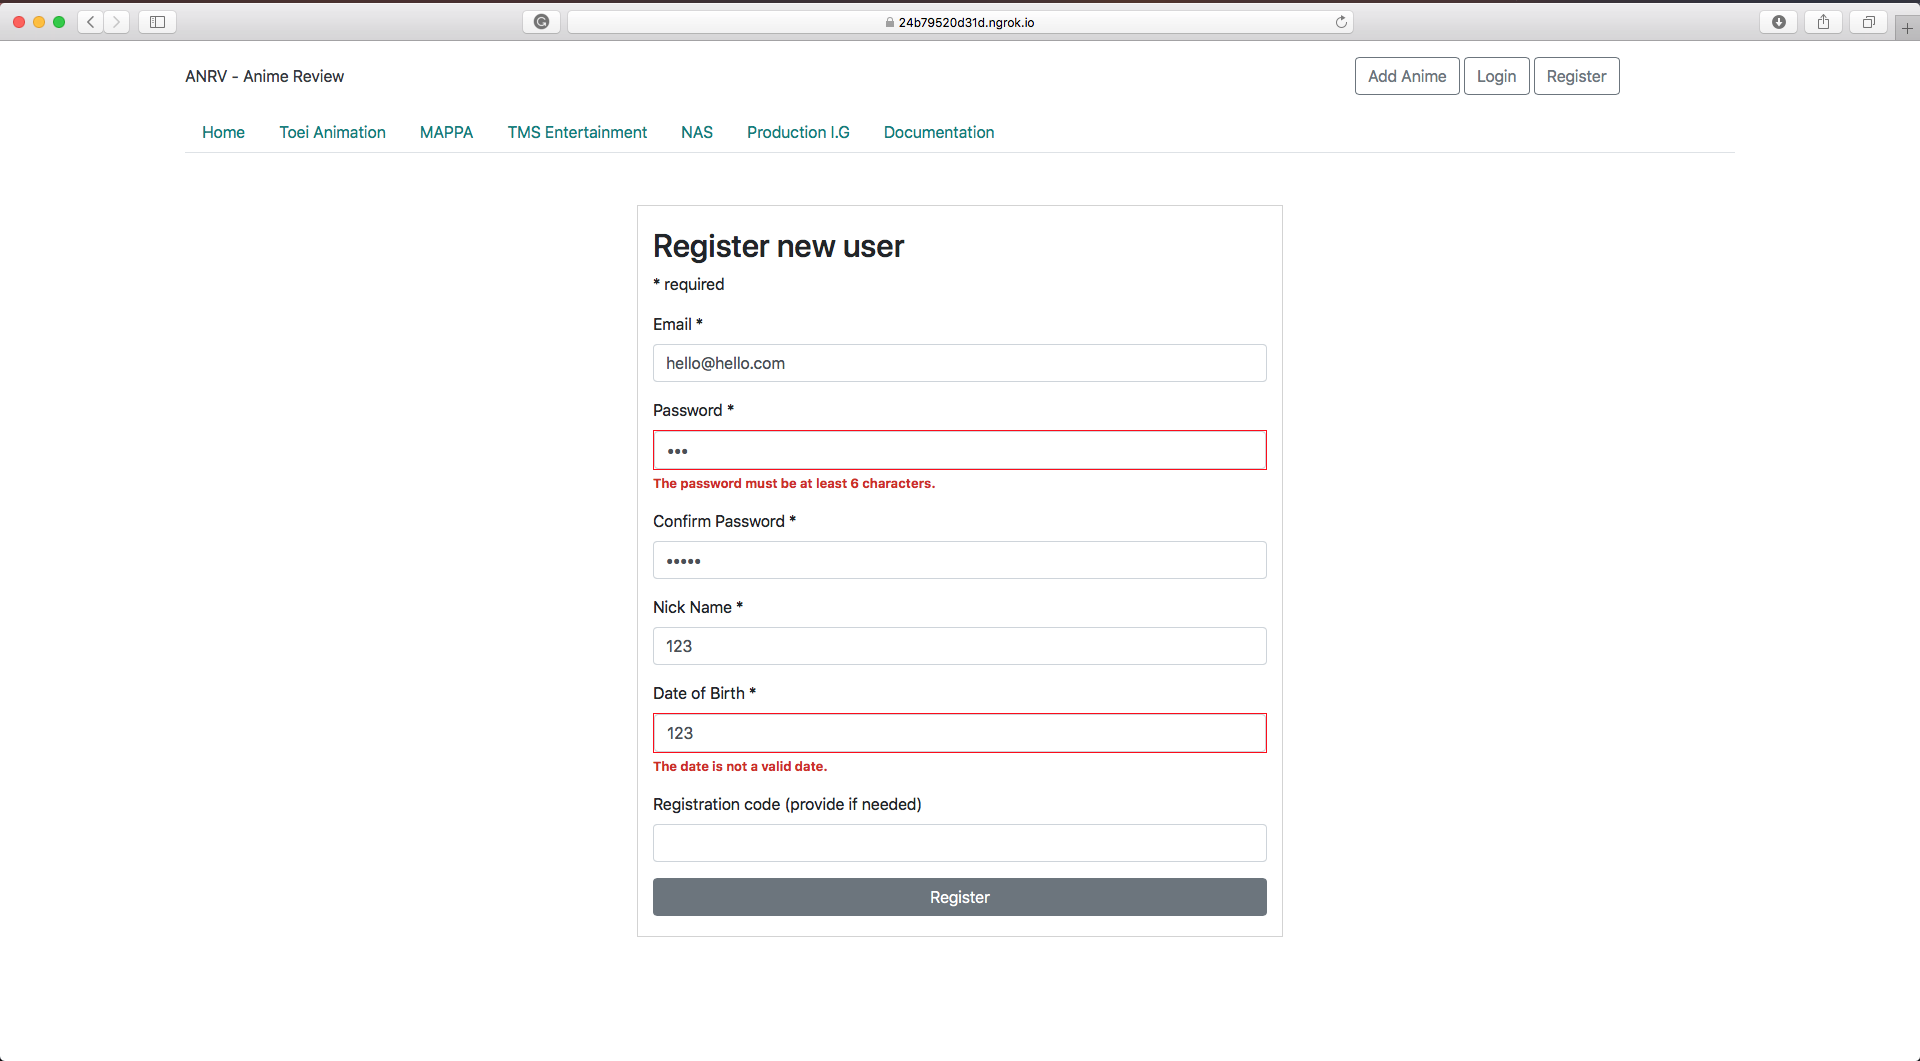 24b79520d31d.ngrok.io
ANRV - Anime Review
Add Anime Login Register
Home Toei Animation MAPPA TMS Entertainment NAS Production I.G Documentation
Register new user
* required
Email *
hello@hello.com
Password *
•••
The password must be at least 6 characters.
Confirm Password *
•••••
Nick Name *
123
Date of Birth *
123
The date is not a valid date.
Registration code (provide if needed)
Register